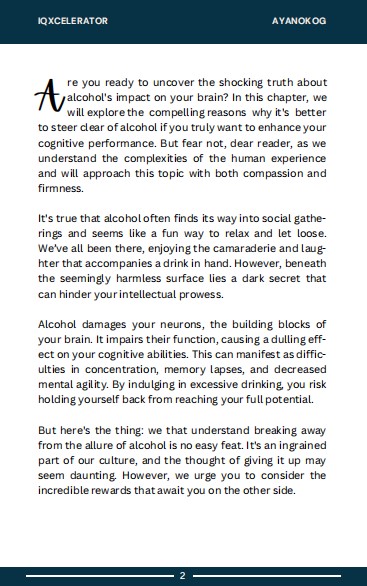 IQXCELERATOR AYANOKOG
Are you ready to uncover the shocking truth about
alcohol's impact on your brain? In this chapter, we
will explore the compelling reasons why it's better
to steer clear of alcohol if you truly want to enhance your
cognitive performance. But fear not, dear reader, as we
understand the complexities of the human experience
and will approach this topic with both compassion and
firmness.
It's true that alcohol often finds its way into social gathe-
rings and seems like a fun way to relax and let loose.
We've all been there, enjoying the camaraderie and laug-
hter that accompanies a drink in hand. However, beneath
the seemingly harmless surface lies a dark secret that
can hinder your intellectual prowess.
Alcohol damages your neurons, the building blocks of
your brain. It impairs their function, causing a dulling eff-
ect on your cognitive abilities. This can manifest as diffic-
ulties in concentration, memory lapses, and decreased
mental agility. By indulging in excessive drinking, you risk
holding yourself back from reaching your full potential.
But here's the thing: we that understand breaking away
from the allure of alcohol is no easy feat. It's an ingrained
part of our culture, and the thought of giving it up may
seem daunting. However, we urge you to consider the
incredible rewards that await you on the other side.
2